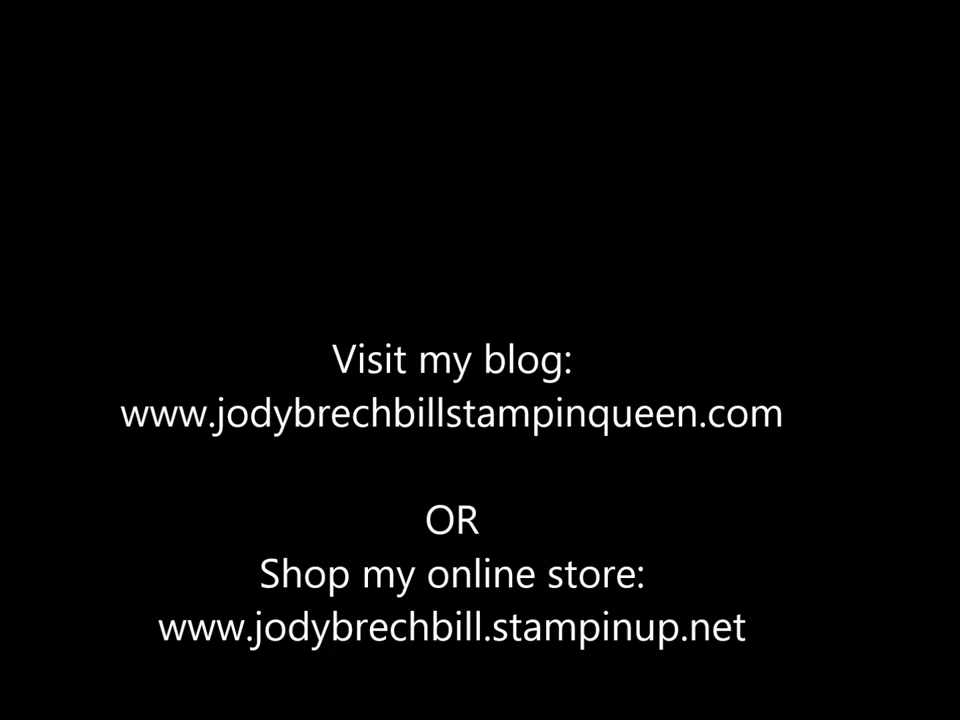 Visit my blog:
www.jodybrechbillstampinqueen.com
OR
Shop my online store:
www.jodybrechbill.stampinup.net